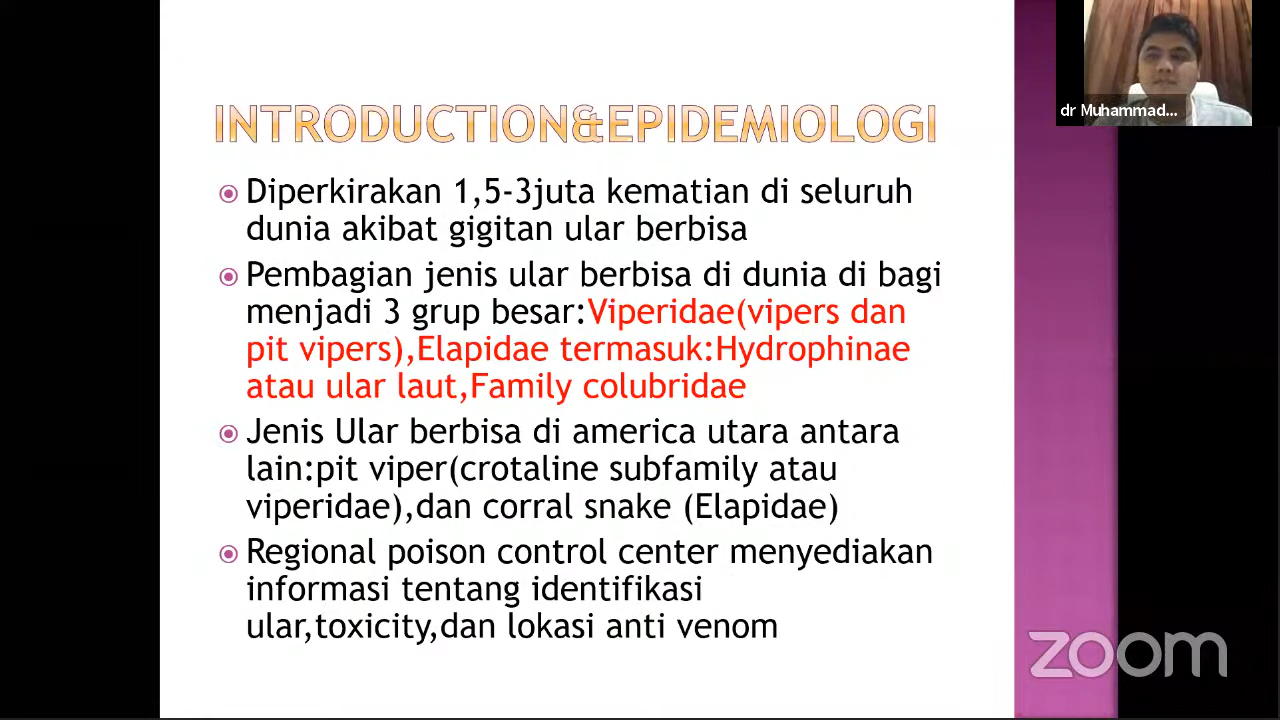 INTRODUCTION&EPIDEMIOLOGI
Diperkirakan 1,5-3juta kematian di seluruh
dunia akibat gigitan ular berbisa
Pembagian jenis ular berbisa di dunia di bagi
menjadi 3 grup besar:Viperidae(vipers dan
pit vipers),Elapidae termasuk:Hydrophinae
atau ular laut,Family colubridae
Jenis Ular berbisa di america utara antara
lain:pit viper(crotaline subfamily atau
viperidae),dan corral snake (Elapidae)
Regional poison control center menyediakan
informasi tentang identifikasi
ular,toxicity,dan lokasi anti venom
dr Muhammad...
zoom